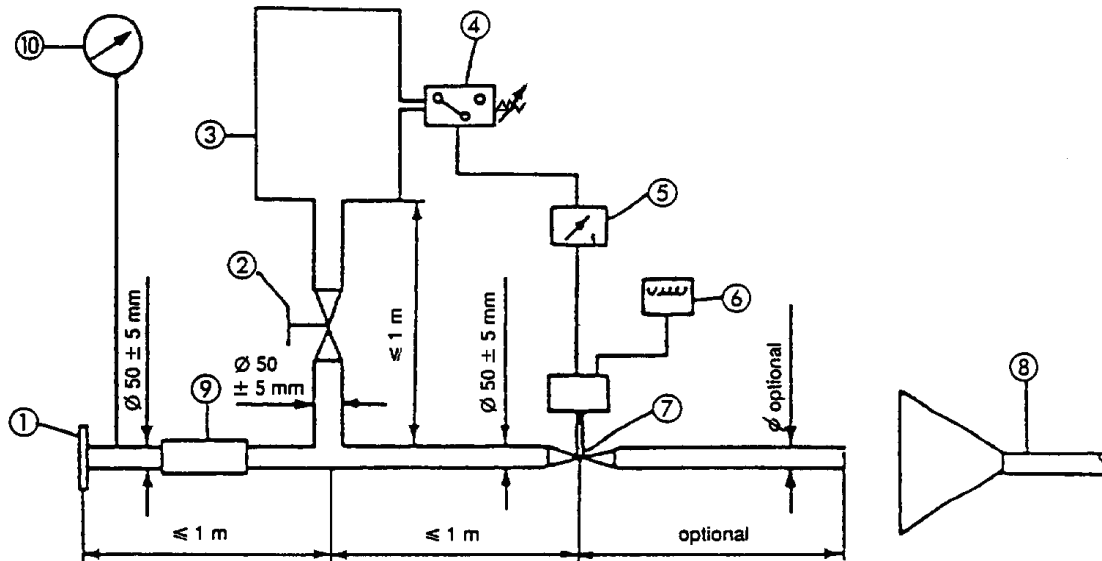 ⑩
④
③
⑤
②
⑥
Ø 50 ± 5 mm
Ø 50
± 5 mm
≤ 1 m
Ø 50 ± 5 mm
Ø optional
⑧
⑨
⑦
①
≤ 1 m
≤ 1 m
optional